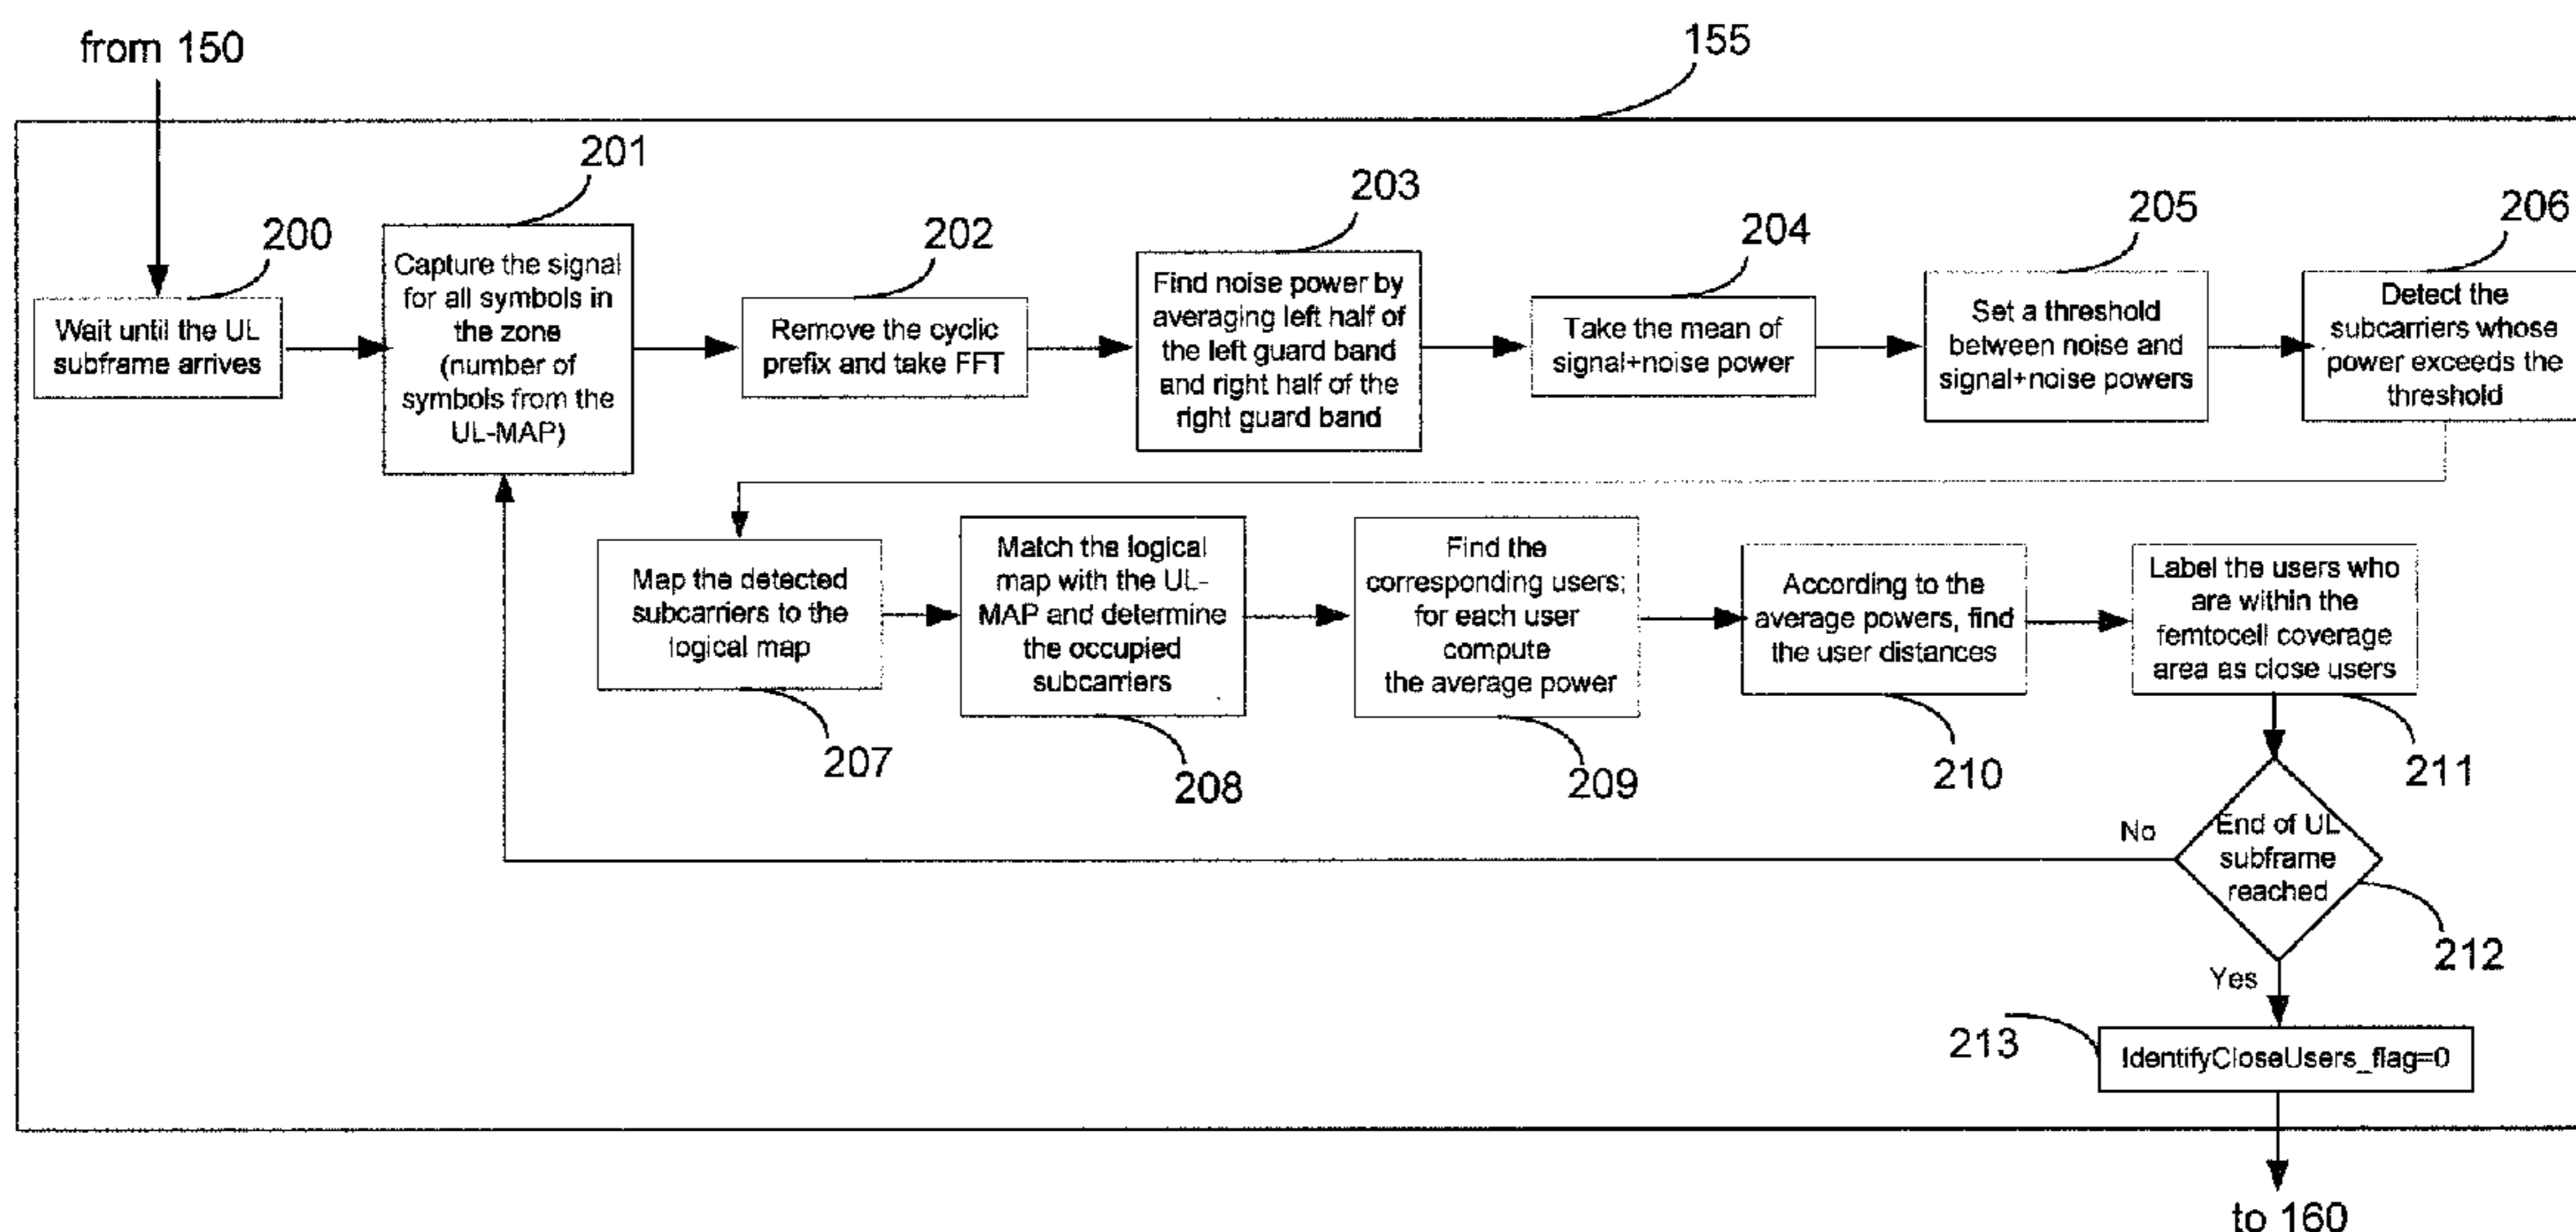 from 150
155
200
Wait until the UL
subframe arrives
201
Capture the signal
for all symbols in
the zone
(number of
symbols from the
UL-MAP)
202
Remove the cyclic
prefix and take FFT
203
Find noise power by
averaging left half of
the left guard band
and right half of the
right guard band
204
Take the mean of
signal+noise power
205
Set a threshold
between noise and
signal+noise powers
206
Detect the
subcarriers whose
power exceeds the
threshold
Map the detected
subcarriers to the
logical map
207
Match the logical
map with the UL-
MAP and determine
the occupied
subcarriers
208
Find the
corresponding users;
for each user
compute
the average power
209
According to the
average powers, find
the user distances
210
Label the users who
are within the
femtocell coverage
area as close users
211
No
End of UL
subframe
reached
212
Yes
213
IdentifyCloseUsers_flag=0
to 160